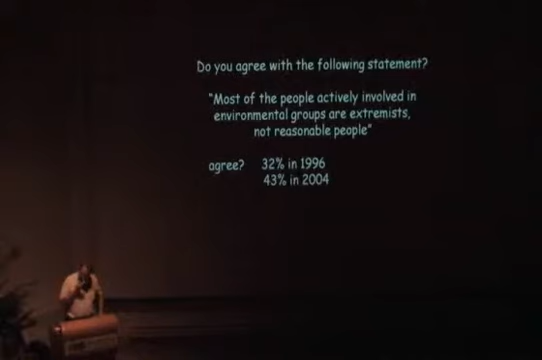 Do you agree with the following statement?
"Most of the people actively involved in
environmental groups are extremists,
not reasonable people"
agree? 32% in 1996
43% in 2004